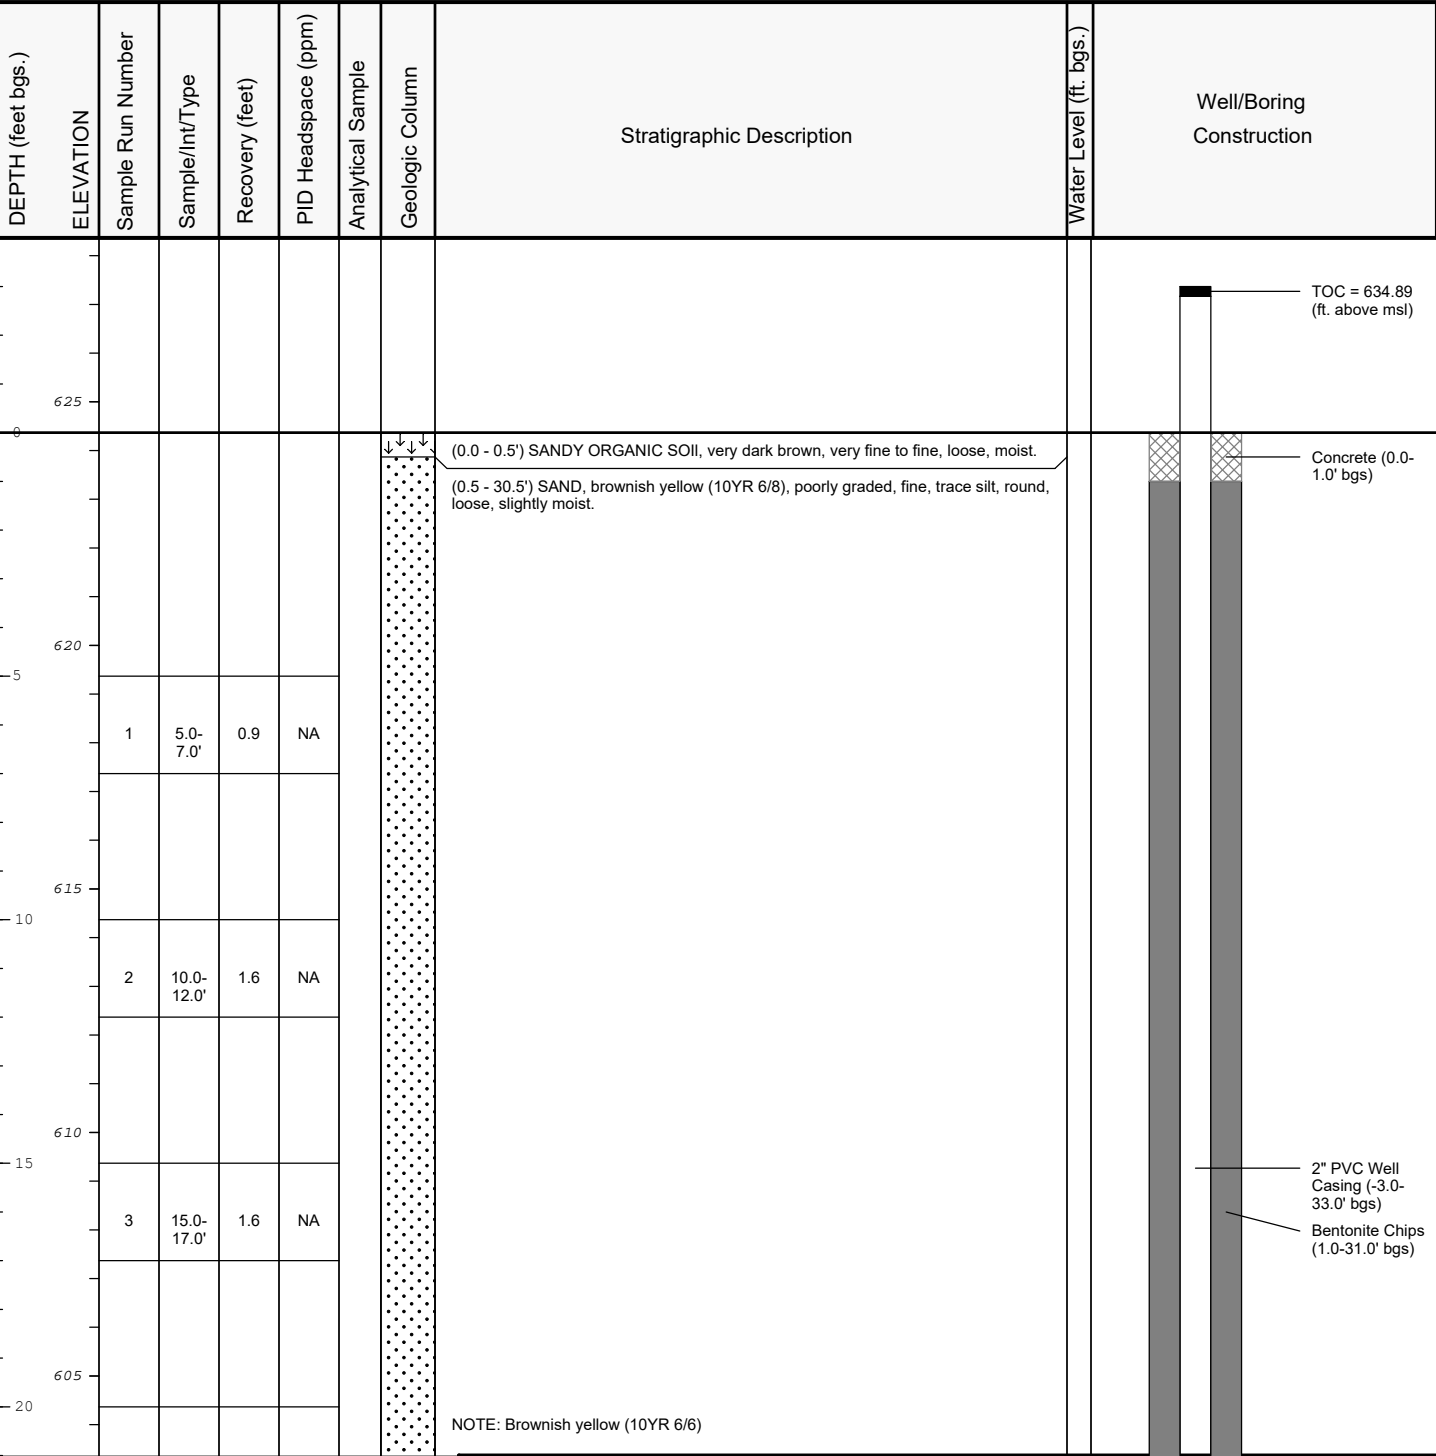 DEPTH (feet bgs.)
ELEVATION
Sample Run Number
Sample/Int/Type
Recovery (feet)
PID Headspace (ppm)
Analytical Sample
Geologic Column
Stratigraphic Description
Water Level (ft. bgs.)
Well/Boring
Construction
TOC = 634.89
(ft. above msl)
625
0
(0.0 - 0.5') SANDY ORGANIC SOIl, very dark brown, very fine to fine, loose, moist.
Concrete (0.0-
1.0' bgs)
(0.5 - 30.5') SAND, brownish yellow (10YR 6/8), poorly graded, fine, trace silt, round,
loose, slightly moist.
620
5
1
5.0-
7.0'
0.9
NA
615
10
2
10.0-
12.0'
1.6
NA
610
15
2" PVC Well
Casing (-3.0-
33.0' bgs)
3
15.0-
17.0'
1.6
NA
Bentonite Chips
(1.0-31.0' bgs)
605
20
NOTE: Brownish yellow (10YR 6/6)